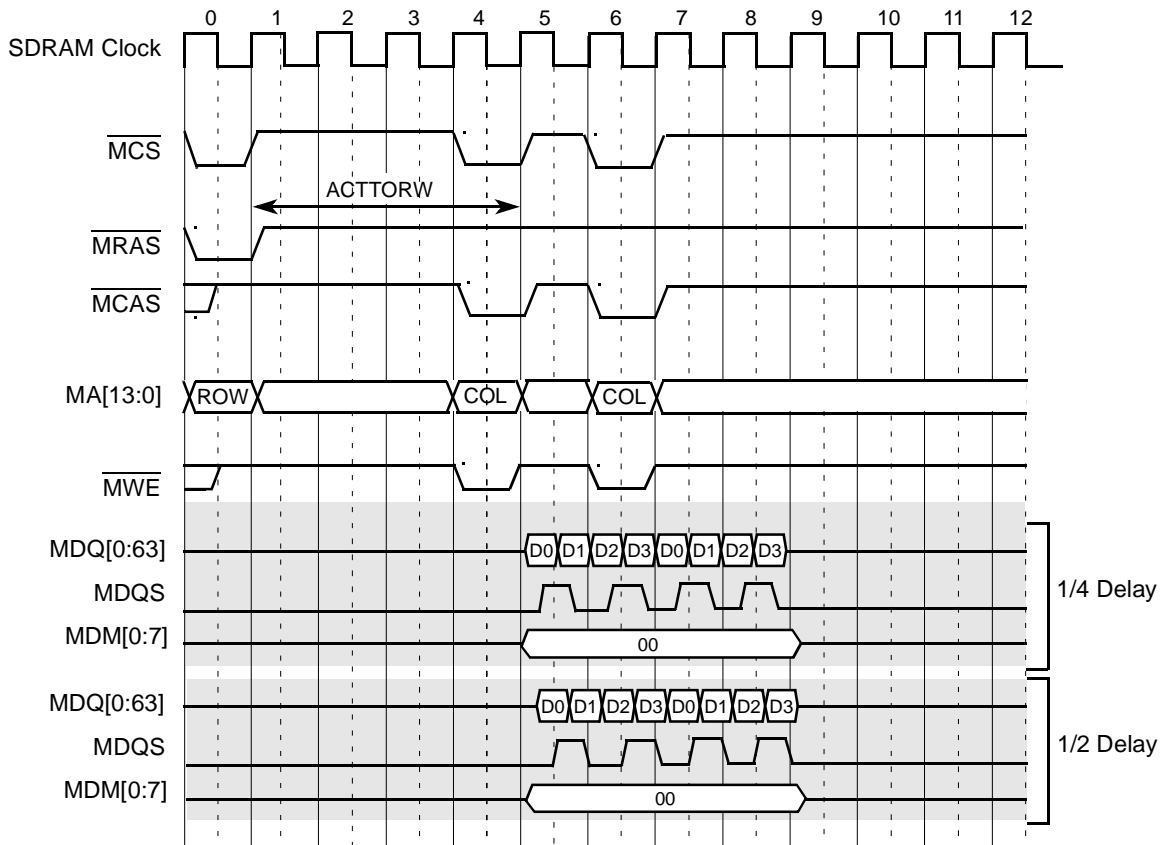 0 1 2 3 4 5 6 7 8 9 10 11 12
SDRAM Clock
MCS
ACTTORW
MRAS
MCAS
MA[13:0] ROW COL COL
MWE
MDQ[0:63] D0 D1 D2 D3 D0 D1 D2 D3
MDQS
1/4 Delay
MDM[0:7] 00
MDQ[0:63] D0 D1 D2 D3 D0 D1 D2 D3
MDQS
1/2 Delay
MDM[0:7] 00